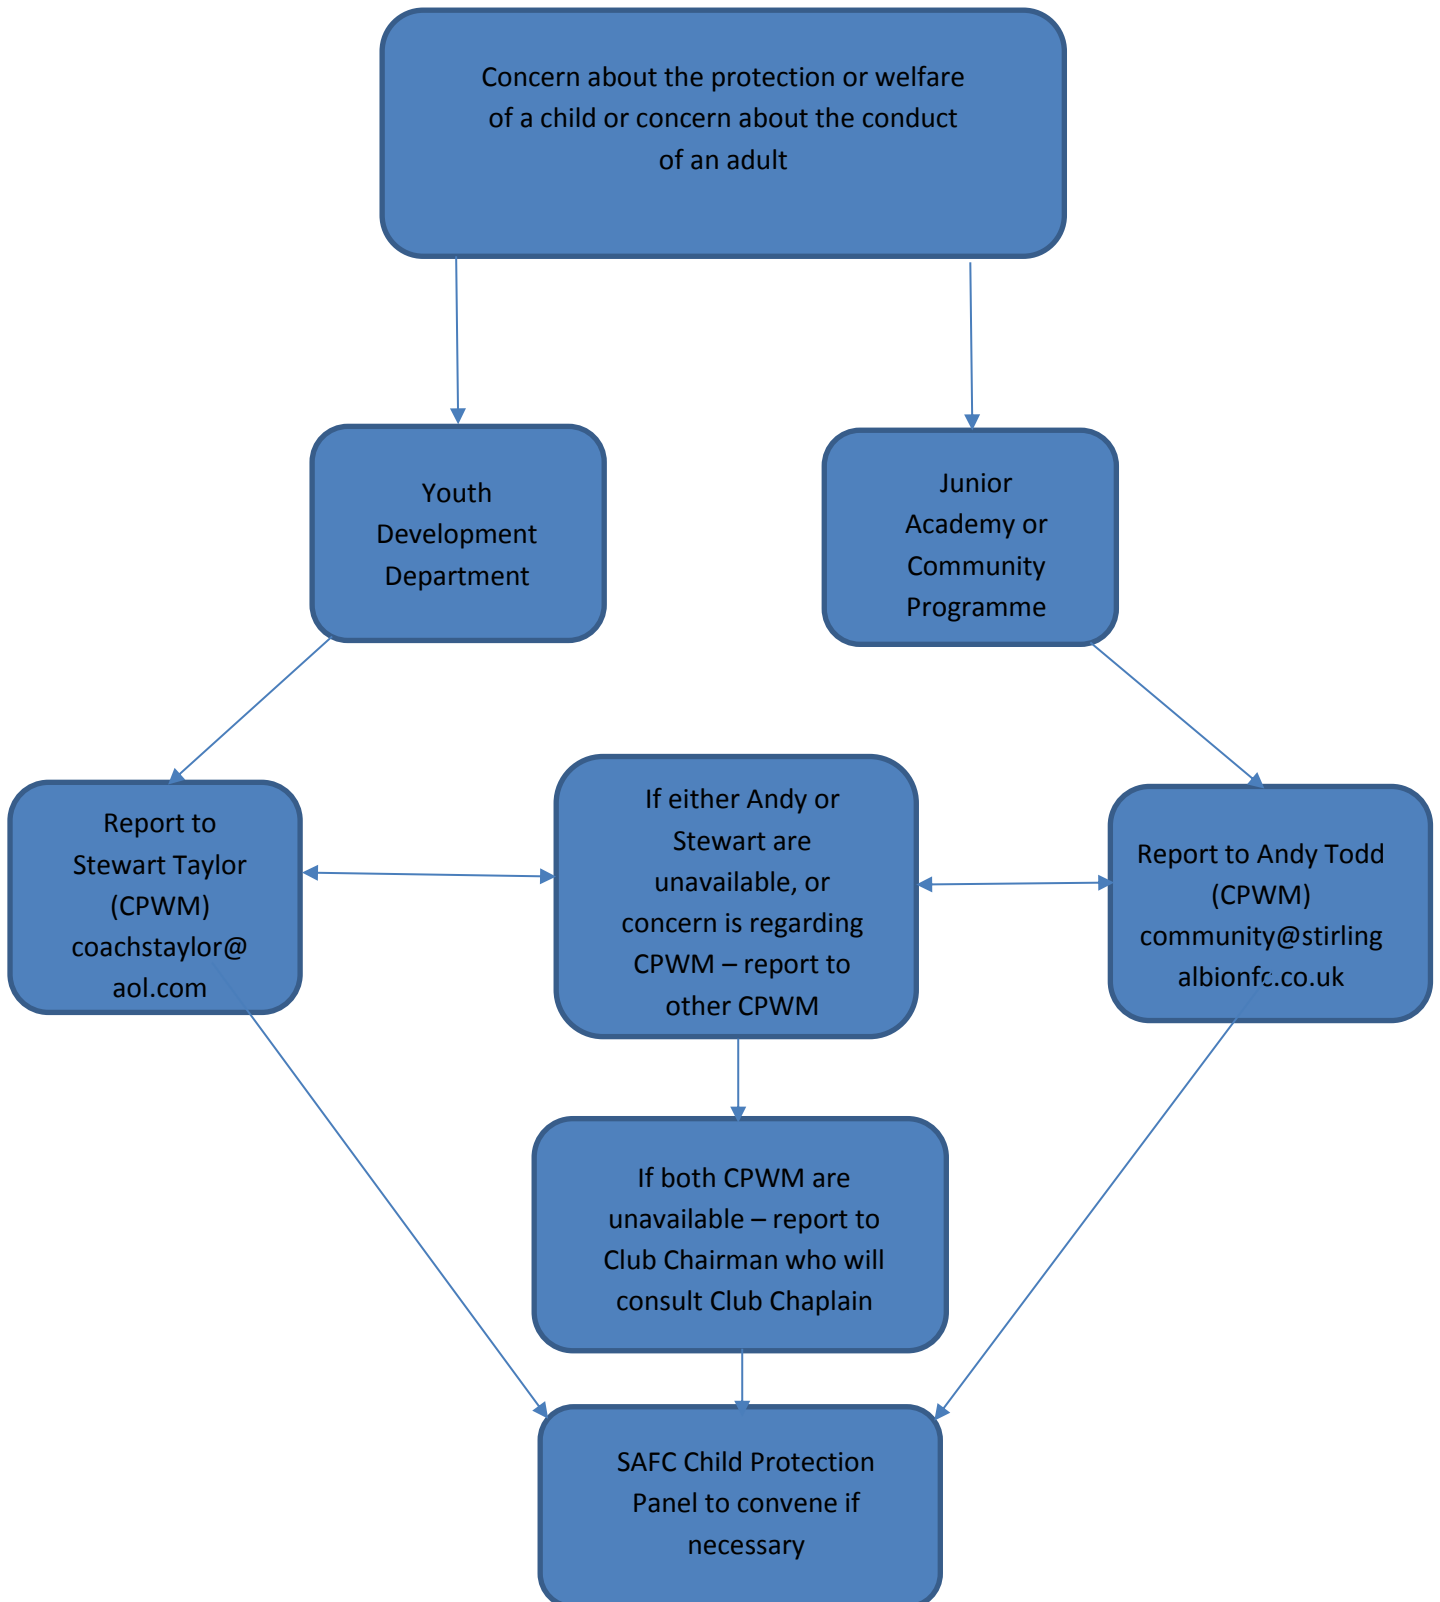 Concern about the protection or welfare
of a child or concern about the conduct
of an adult
Youth
Development
Department
Junior
Academy or
Community
Programme
Report to
Stewart Taylor
(CPWM)
coachstaylor@
aol.com
If either Andy or
Stewart are
unavailable, or
concern is regarding
CPWM – report to
other CPWM
Report to Andy Todd
(CPWM)
community@stirling
albionfc.co.uk
If both CPWM are
unavailable – report to
Club Chairman who will
consult Club Chaplain
SAFC Child Protection
Panel to convene if
necessary